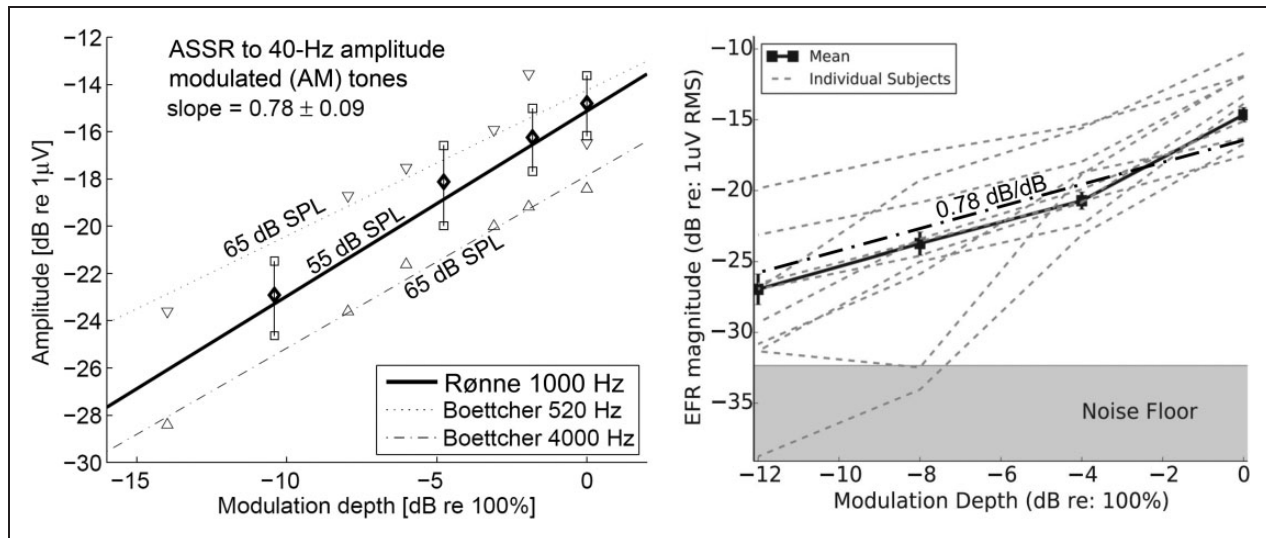 ASSR to 40-Hz amplitude
modulated (AM) tones
slope = 0.78 ± 0.09
−12
−14
−16
−18
−20
−22
−24
−26
−28
−30
Amplitude [dB re 1µV]
65 dB SPL
55 dB SPL
65 dB SPL
Rønne 1000 Hz
Boettcher 520 Hz
Boettcher 4000 Hz
−15
−10
−5
0
Modulation depth [dB re 100%]
−10
−15
−20
−25
−30
−35
EFR magnitude (dB re: 1uV RMS)
Mean
Individual Subjects
0.78 dB/dB
Noise Floor
−12
−10
−8
−6
−4
−2
0
Modulation Depth (dB re: 100%)